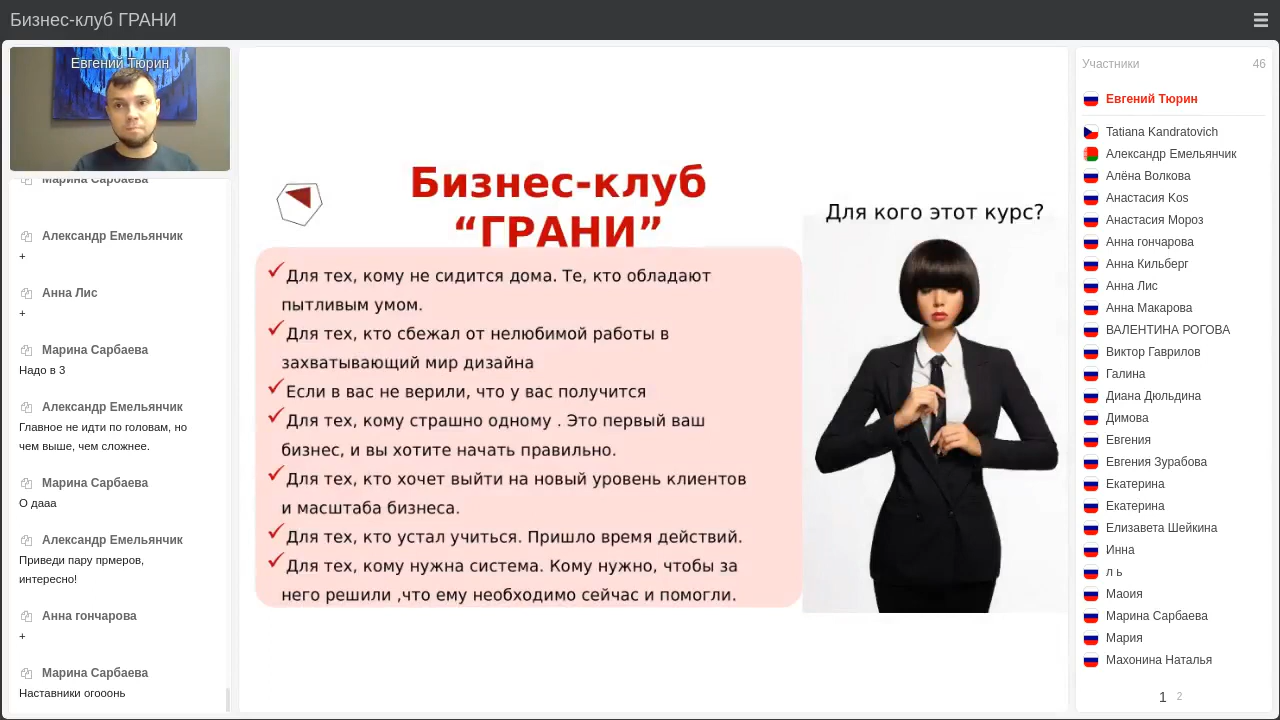 Бизнес-клуб ГРАНИ
Евгений Тюрин
Марина Сарбаева
Александр Емельянчик
+
Анна Лис
+
Марина Сарбаева
Надо в 3
Александр Емельянчик
Главное не идти по головам, но
чем выше, чем сложнее.
Марина Сарбаева
О дааа
Александр Емельянчик
Приведи пару прмеров,
интересно!
Анна гончарова
+
Марина Сарбаева
Наставники огооонь
Бизнес-клуб
“ГРАНИ”
Для кого этот курс?
Для тех, кому не сидится дома. Те, кто обладают
пытливым умом.
Для тех, кто сбежал от нелюбимой работы в
захватывающий мир дизайна
Если в вас не верили, что у вас получится
Для тех, кому страшно одному . Это первый ваш
бизнес, и вы хотите начать правильно.
Для тех, кто хочет выйти на новый уровень клиентов
и масштаба бизнеса.
Для тех, кто устал учиться. Пришло время действий.
Для тех, кому нужна система. Кому нужно, чтобы за
него решили ,что ему необходимо сейчас и помогли.
Участники 46
Евгений Тюрин
Tatiana Kandratovich
Александр Емельянчик
Алёна Волкова
Анастасия Kos
Анастасия Мороз
Анна гончарова
Анна Кильберг
Анна Лис
Анна Макарова
ВАЛЕНТИНА РОГОВА
Виктор Гаврилов
Галина
Диана Дюльдина
Димова
Евгения
Евгения Зурабова
Екатерина
Екатерина
Елизавета Шейкина
Инна
л ь
Маоия
Марина Сарбаева
Мария
Махонина Наталья
1 2